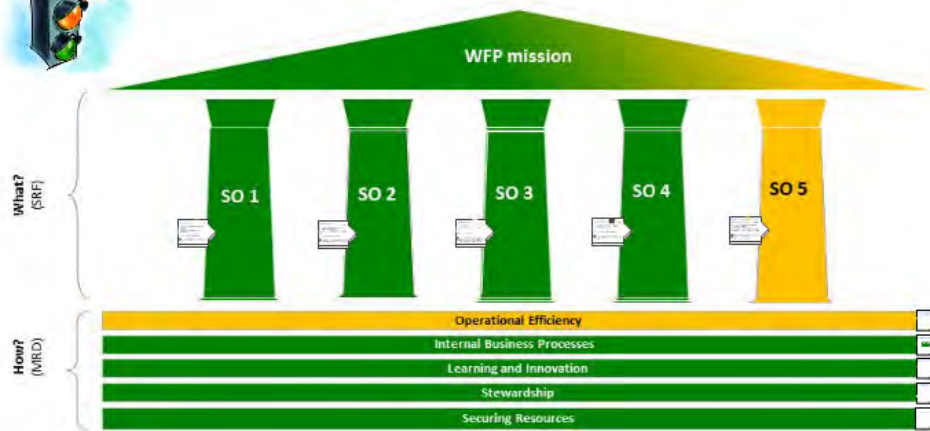 WFP mission
What?
(SRF)
SO 1
SO 2
SO 3
SO 4
SO 5
How?
(MRD)
Operational Efficiency
Internal Business Processes
Learning and Innovation
Stewardship
Securing Resources